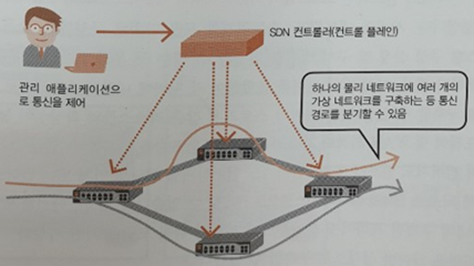 SDN 컨트롤러(컨트롤 플레인)
관리 애플리케이션으
로 통신을 제어
하나의 물리 네트워크에 여러 개의
가상 네트워크를 구축하는 등 통신
경로를 분기할 수 있음